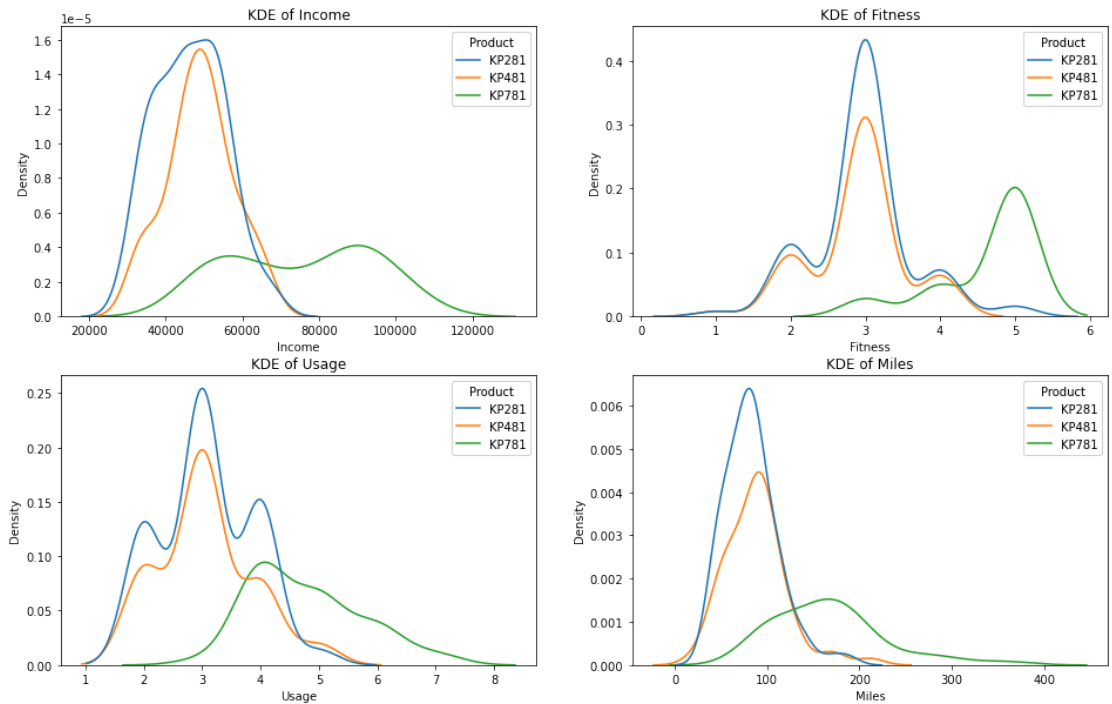 KDE of Income
1e−5
Product
KP281
KP481
KP781
1.6
1.4
1.2
1.0
0.8
0.6
0.4
0.2
0.0
Density
20000 40000 60000 80000 100000 120000
Income
KDE of Fitness
Product
KP281
KP481
KP781
0.4
0.3
0.2
0.1
0.0
Density
0 1 2 3 4 5 6
Fitness
KDE of Usage
Product
KP281
KP481
KP781
0.25
0.20
0.15
0.10
0.05
0.00
Density
1 2 3 4 5 6 7 8
Usage
KDE of Miles
Product
KP281
KP481
KP781
0.006
0.005
0.004
0.003
0.002
0.001
0.000
Density
0 100 200 300 400
Miles